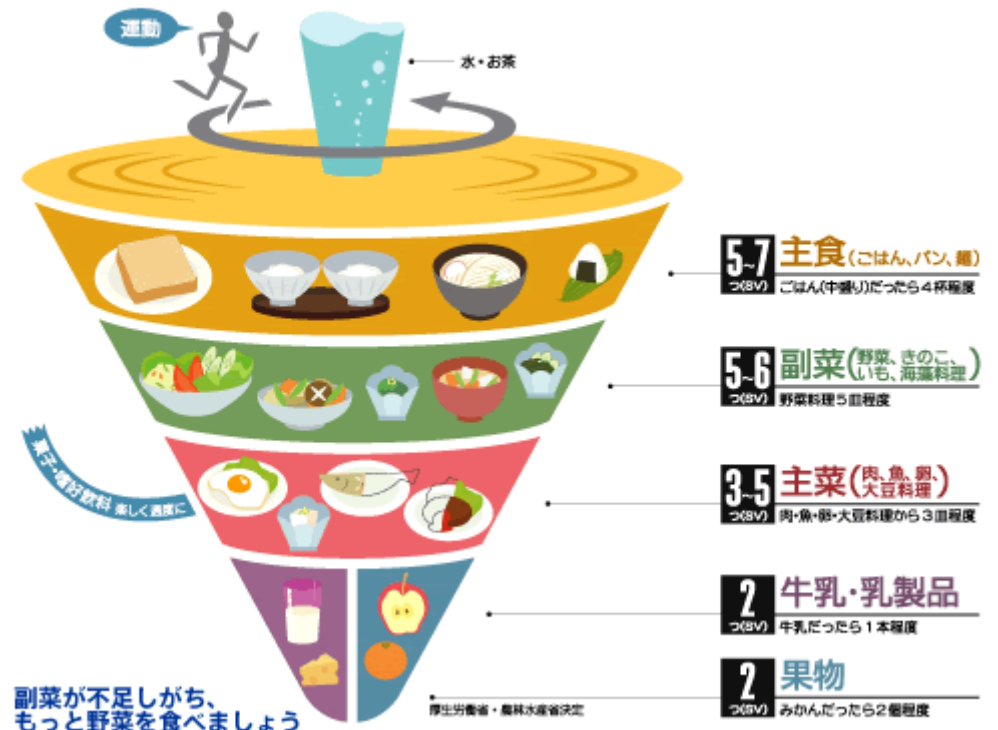 運動
水・お茶
5~7
つ(SV)
主食(ごはん、パン、麺)
ごはん(中盛り)だったら4杯程度
5~6
つ(SV)
副菜(野菜、きのこ、
いも、海藻料理)
野菜料理5皿程度
菓子・嗜好飲料 楽しく適度に
3~5
つ(SV)
主菜(肉、魚、卵、
大豆料理)
肉・魚・卵・大豆料理から3皿程度
2
つ(SV)
牛乳・乳製品
牛乳だったら1本程度
2
つ(SV)
果物
みかんだったら2個程度
厚生労働省・農林水産省決定
副菜が不足しがち、
もっと野菜を食べましょう